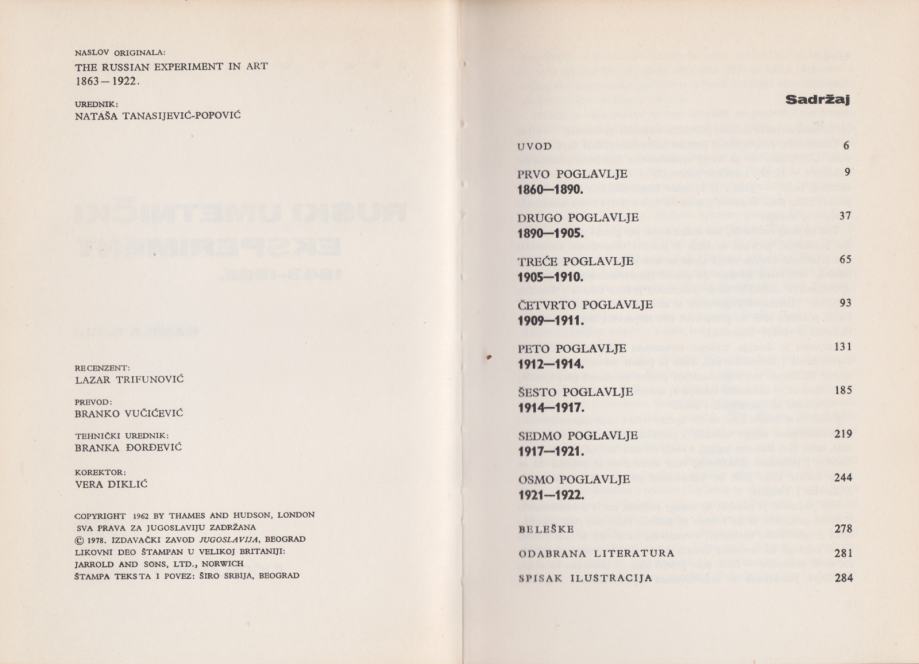 NASLOV ORIGINALA:
THE RUSSIAN EXPERIMENT IN ART
1863—1922.
UREDNIK:
NATAŠA TANASIJEVIĆ-POPOVIĆ
RECENZENT:
LAZAR TRIFUNOVIĆ
PREVOD:
BRANKO VUČIĆEVIĆ
TEHNIČKI UREDNIK:
BRANKA ĐORĐEVIĆ
KOREKTOR:
VERA DIKLIĆ
COPYRIGHT 1962 BY THAMES AND HUDSON, LONDON
SVA PRAVA ZA JUGOSLAVIJU ZADRŽANA
© 1978. IZDAVAČKI ZAVOD JUGOSLAVIJA, BEOGRAD
LIKOVNI DEO ŠTAMPAN U VELIKOJ BRITANIJI:
JARROLD AND SONS, LTD., NORWICH
ŠTAMPA TEKSTA I POVEZ: ŠIRO SRBIJA, BEOGRAD
Sadržaj
UVOD 6
PRVO POGLAVLJE 9
1860—1890.
DRUGO POGLAVLJE 37
1890—1905.
TREĆE POGLAVLJE 65
1905—1910.
ČETVRTO POGLAVLJE 93
1909—1911.
PETO POGLAVLJE 131
1912—1914.
ŠESTO POGLAVLJE 185
1914—1917.
SEDMO POGLAVLJE 219
1917—1921.
OSMO POGLAVLJE 244
1921—1922.
BELEŠKE 278
ODABRANA LITERATURA 281
SPISAK ILUSTRACIJA 284